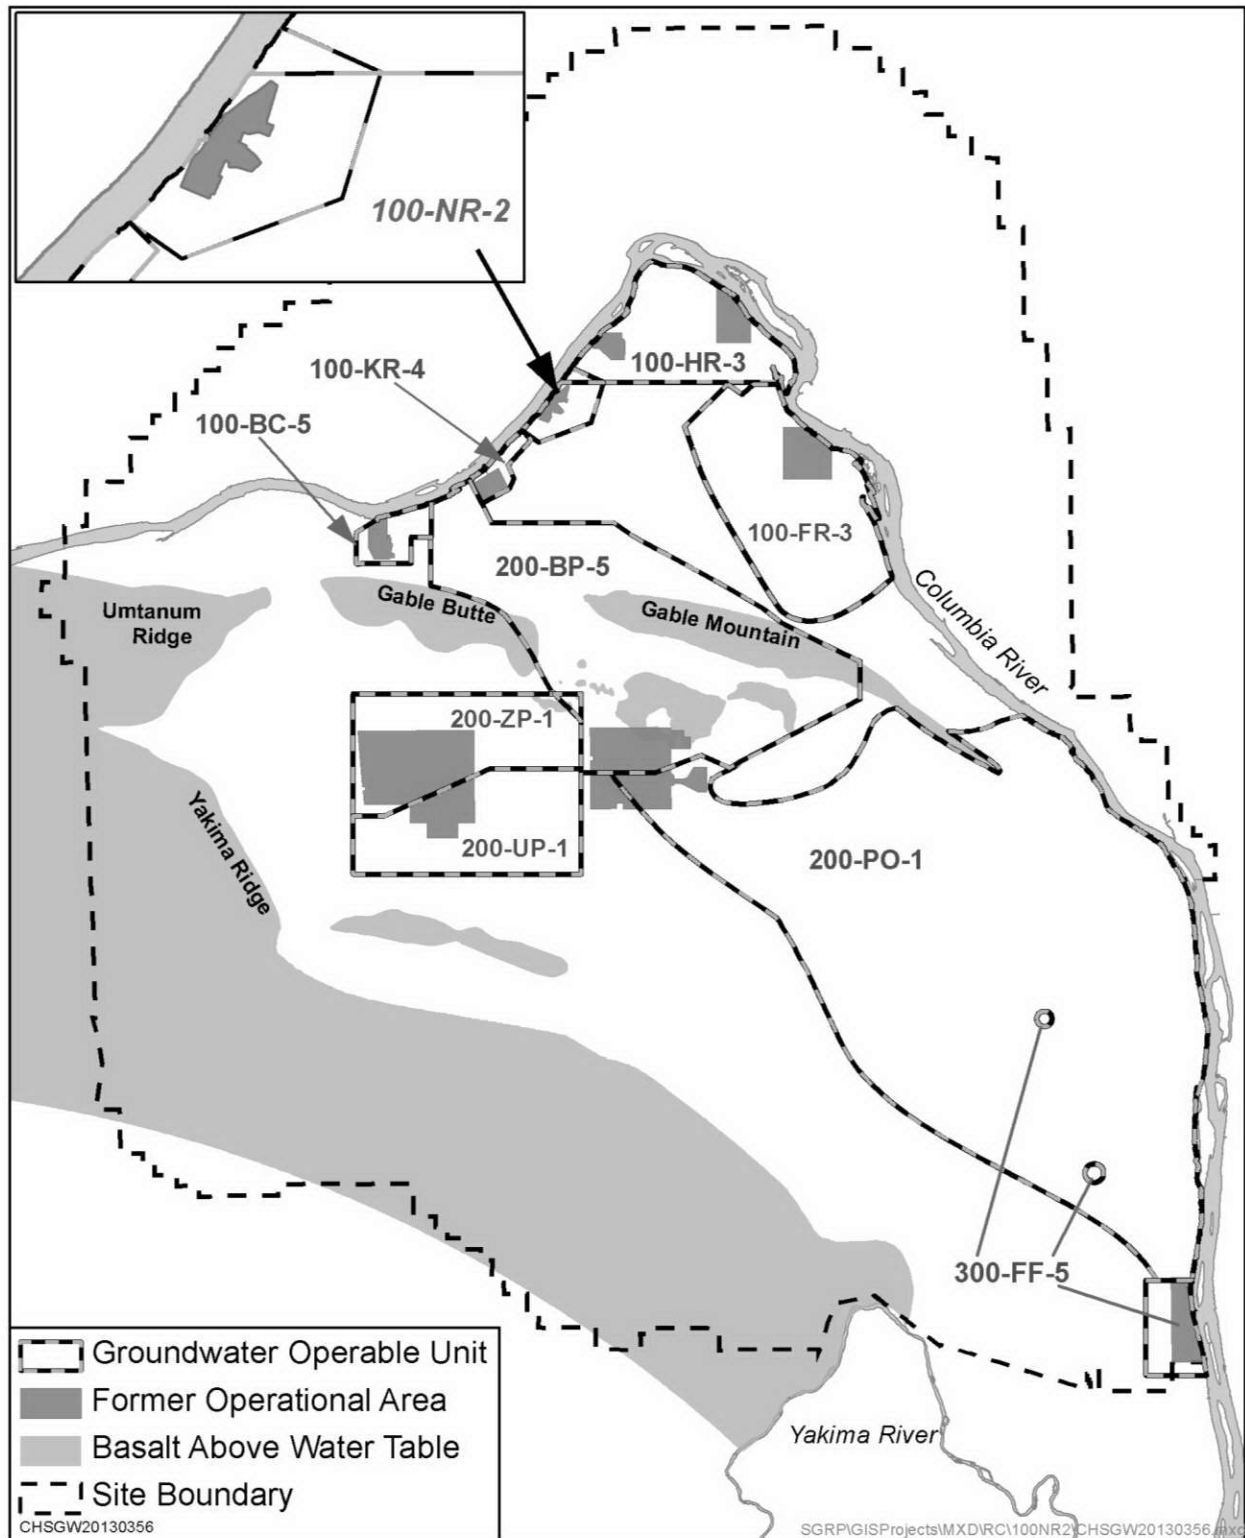 100-NR-2
100-KR-4
100-HR-3
100-BC-5
100-FR-3
200-BP-5
Columbia River
Umtanum
Ridge
Gable Butte
Gable Mountain
200-ZP-1
Yakima Ridge
200-UP-1
200-PO-1
300-FF-5
Groundwater Operable Unit
Former Operational Area
Basalt Above Water Table
Site Boundary
Yakima River
CHSGW20130356
SGRP\GISProjects\MXD\RC\100NR2\CHSGW20130356.mxd